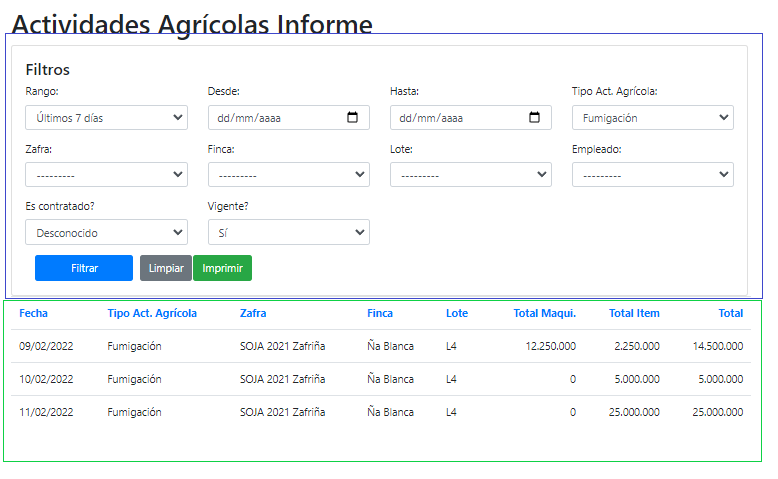 Actividades Agrícolas Informe
Filtros
Rango: Desde: Hasta: Tipo Act. Agrícola:
Últimos 7 días dd/mm/aaaa dd/mm/aaaa Fumigación
Zafra: Finca: Lote: Empleado:
--------- --------- --------- ---------
Es contratado? Vigente?
Desconocido Sí
Filtrar Limpiar Imprimir
Fecha Tipo Act. Agrícola Zafra Finca Lote Total Maqui. Total Item Total
09/02/2022 Fumigación SOJA 2021 Zafriña Ña Blanca L4 12.250.000 2.250.000 14.500.000
10/02/2022 Fumigación SOJA 2021 Zafriña Ña Blanca L4 0 5.000.000 5.000.000
11/02/2022 Fumigación SOJA 2021 Zafriña Ña Blanca L4 0 25.000.000 25.000.000